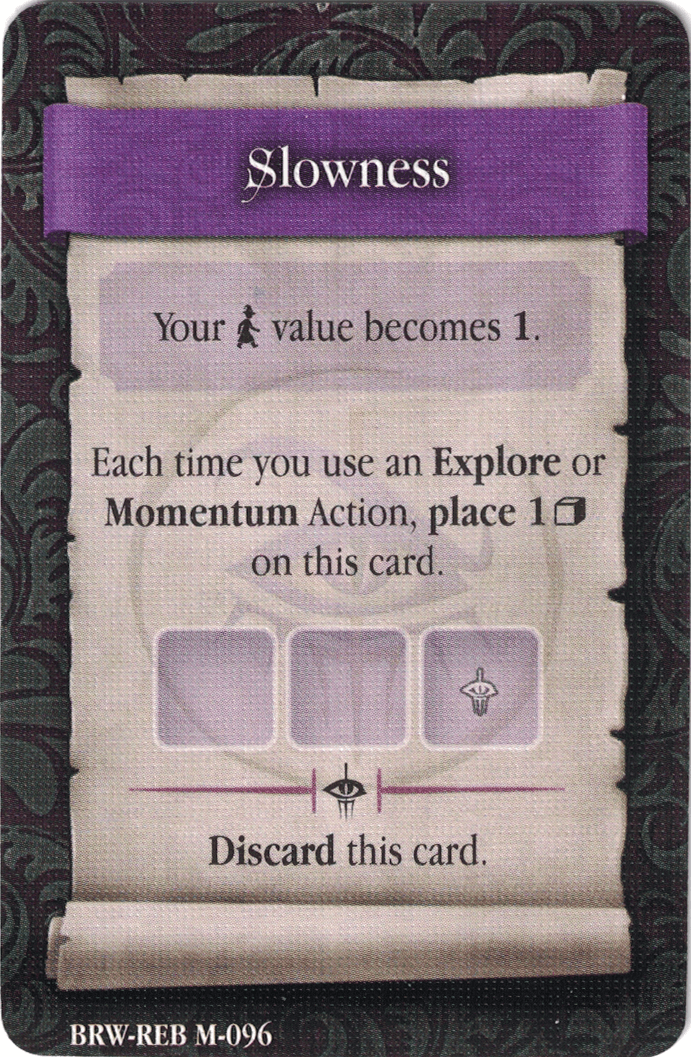 Slowness
Your value becomes 1.
Each time you use an Explore or
Momentum Action, place 1
on this card.
Discard this card.
BRW-REB M-096